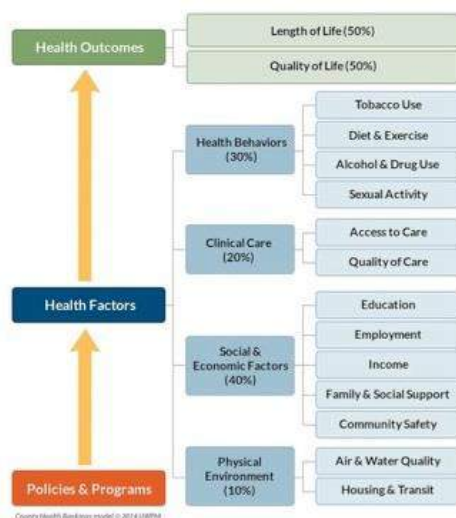 Health Outcomes
Length of Life (50%)
Quality of Life (50%)
Health Factors
Health Behaviors
(30%)
Tobacco Use
Diet & Exercise
Alcohol & Drug Use
Sexual Activity
Clinical Care
(20%)
Access to Care
Quality of Care
Social &
Economic Factors
(40%)
Education
Employment
Income
Family & Social Support
Community Safety
Physical
Environment
(10%)
Air & Water Quality
Housing & Transit
Policies & Programs
County Health Rankings model © 2014 UWPHI